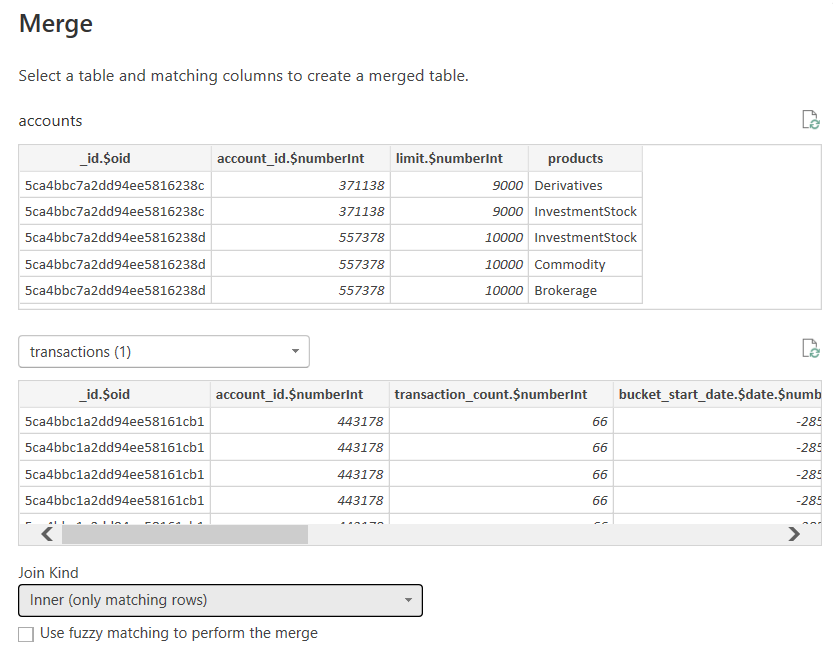 Merge
Select a table and matching columns to create a merged table.
accounts
_id.$oid account_id.$numberInt limit.$numberInt products
5ca4bbc7a2dd94ee5816238c 371138 9000 Derivatives
5ca4bbc7a2dd94ee5816238c 371138 9000 InvestmentStock
5ca4bbc7a2dd94ee5816238d 557378 10000 InvestmentStock
5ca4bbc7a2dd94ee5816238d 557378 10000 Commodity
5ca4bbc7a2dd94ee5816238d 557378 10000 Brokerage
transactions (1)
_id.$oid account_id.$numberInt transaction_count.$numberInt bucket_start_date.$date.$numb
5ca4bbc1a2dd94ee58161cb1 443178 66 -285
5ca4bbc1a2dd94ee58161cb1 443178 66 -285
5ca4bbc1a2dd94ee58161cb1 443178 66 -285
5ca4bbc1a2dd94ee58161cb1 443178 66 -285
Join Kind
Inner (only matching rows)
Use fuzzy matching to perform the merge